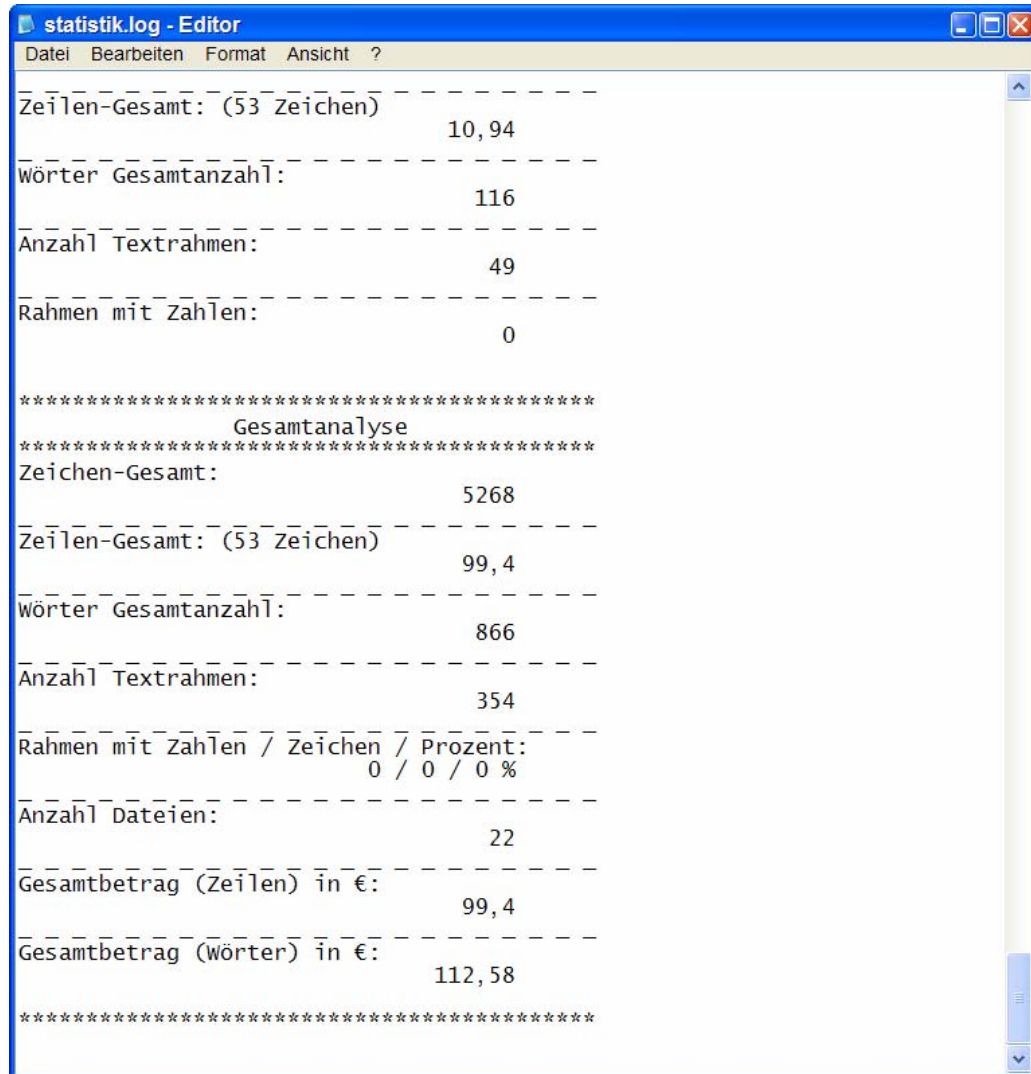 statistik.log - Editor
Datei Bearbeiten Format Ansicht ?
_ _ _ _ _ _ _ _ _ _ _ _ _ _ _ _ _ _ _ _ _ _
Zeilen-Gesamt: (53 Zeichen)
10,94
_ _ _ _ _ _ _ _ _ _ _ _ _ _ _ _ _ _ _ _ _ _
Wörter Gesamtanzahl:
116
_ _ _ _ _ _ _ _ _ _ _ _ _ _ _ _ _ _ _ _ _ _
Anzahl Textrahmen:
49
_ _ _ _ _ _ _ _ _ _ _ _ _ _ _ _ _ _ _ _ _ _
Rahmen mit Zahlen:
0
*******************************************
Gesamtanalyse
*******************************************
Zeichen-Gesamt:
5268
_ _ _ _ _ _ _ _ _ _ _ _ _ _ _ _ _ _ _ _ _ _
Zeilen-Gesamt: (53 Zeichen)
99,4
_ _ _ _ _ _ _ _ _ _ _ _ _ _ _ _ _ _ _ _ _ _
Wörter Gesamtanzahl:
866
_ _ _ _ _ _ _ _ _ _ _ _ _ _ _ _ _ _ _ _ _ _
Anzahl Textrahmen:
354
_ _ _ _ _ _ _ _ _ _ _ _ _ _ _ _ _ _ _ _ _ _
Rahmen mit Zahlen / Zeichen / Prozent:
0 / 0 / 0 %
_ _ _ _ _ _ _ _ _ _ _ _ _ _ _ _ _ _ _ _ _ _
Anzahl Dateien:
22
_ _ _ _ _ _ _ _ _ _ _ _ _ _ _ _ _ _ _ _ _ _
Gesamtbetrag (Zeilen) in €:
99,4
_ _ _ _ _ _ _ _ _ _ _ _ _ _ _ _ _ _ _ _ _ _
Gesamtbetrag (Wörter) in €:
112,58
*******************************************